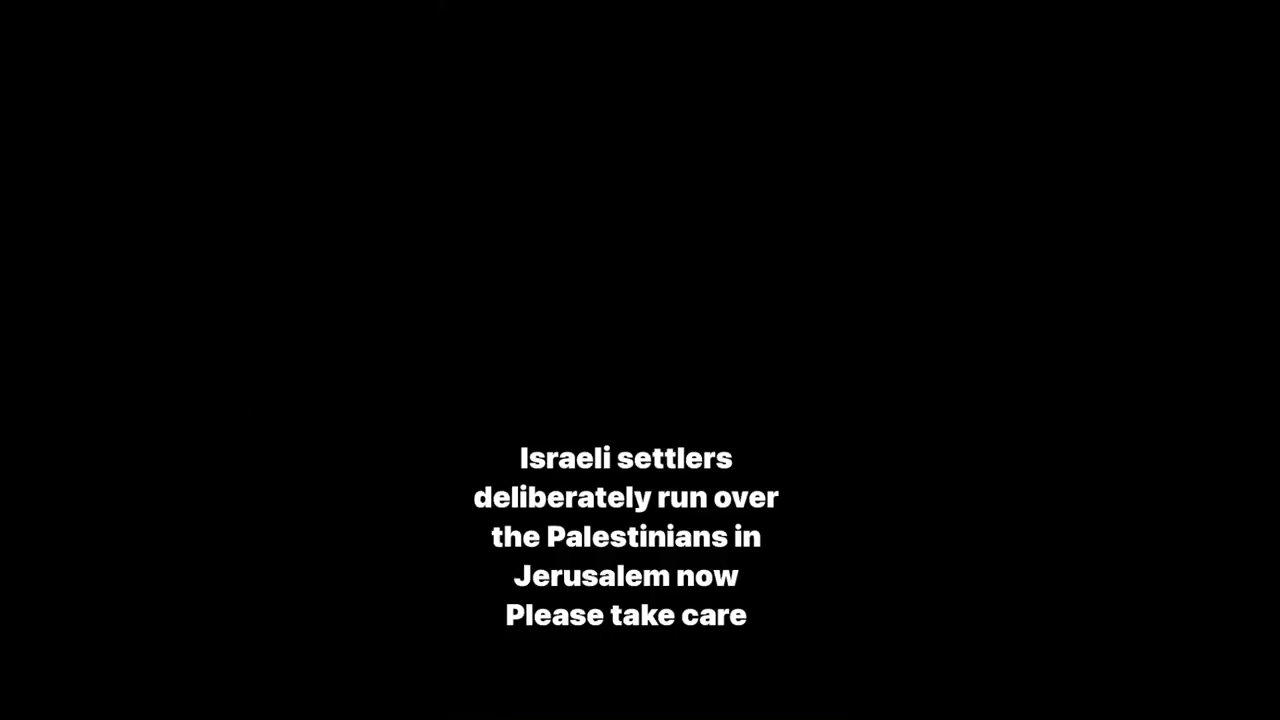 Israeli settlers
deliberately run over
the Palestinians in
Jerusalem now
Please take care